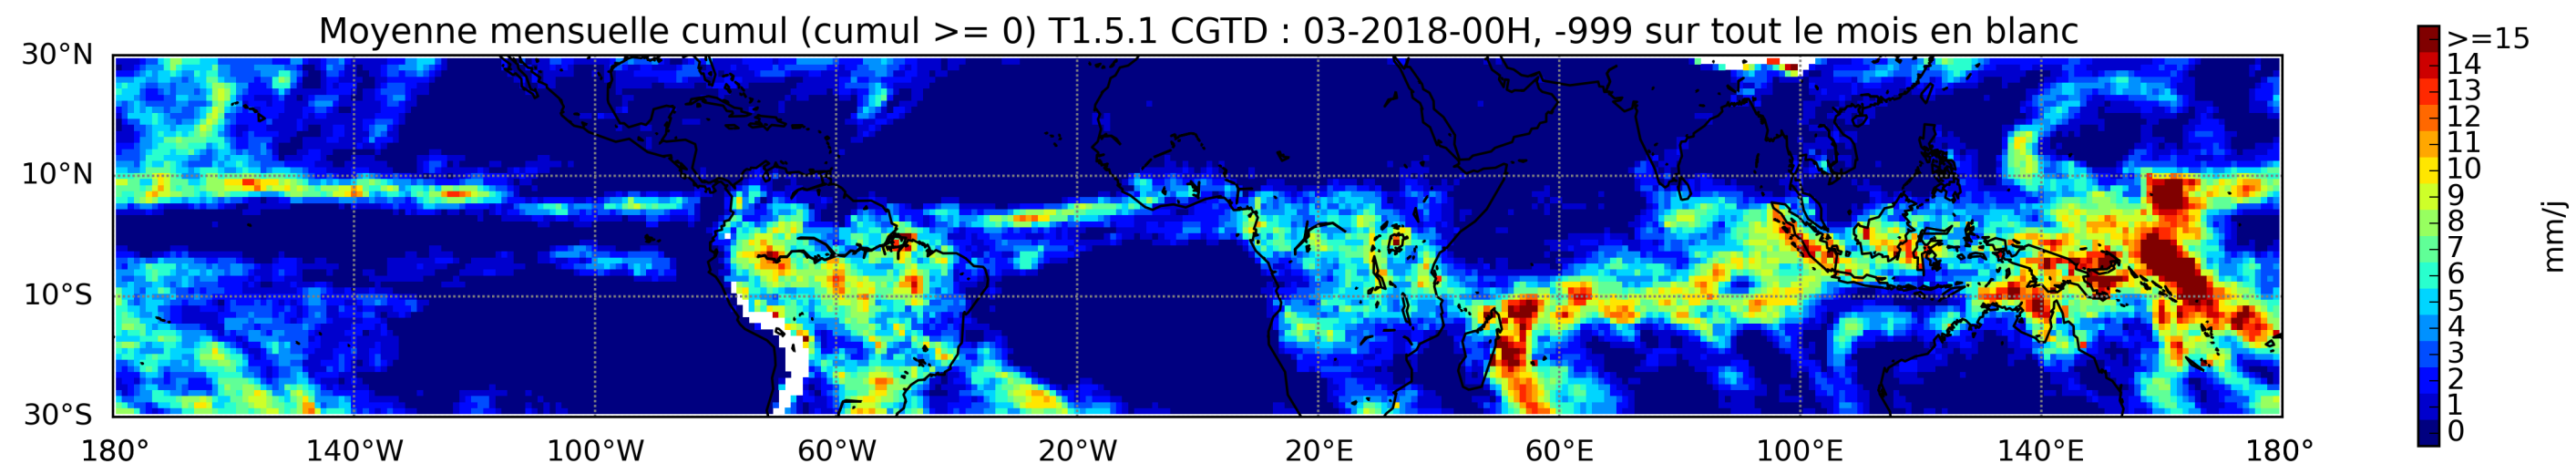 Moyenne mensuelle cumul (cumul >= 0) T1.5.1 CGTD : 03-2018-00H, -999 sur tout le mois en blanc
30°N
10°N
10°S
30°S
180° 140°W 100°W 60°W 20°W 20°E 60°E 100°E 140°E 180°
>=15
14
13
12
11
10
9
8
7
6
5
4
3
2
1
0
mm/j